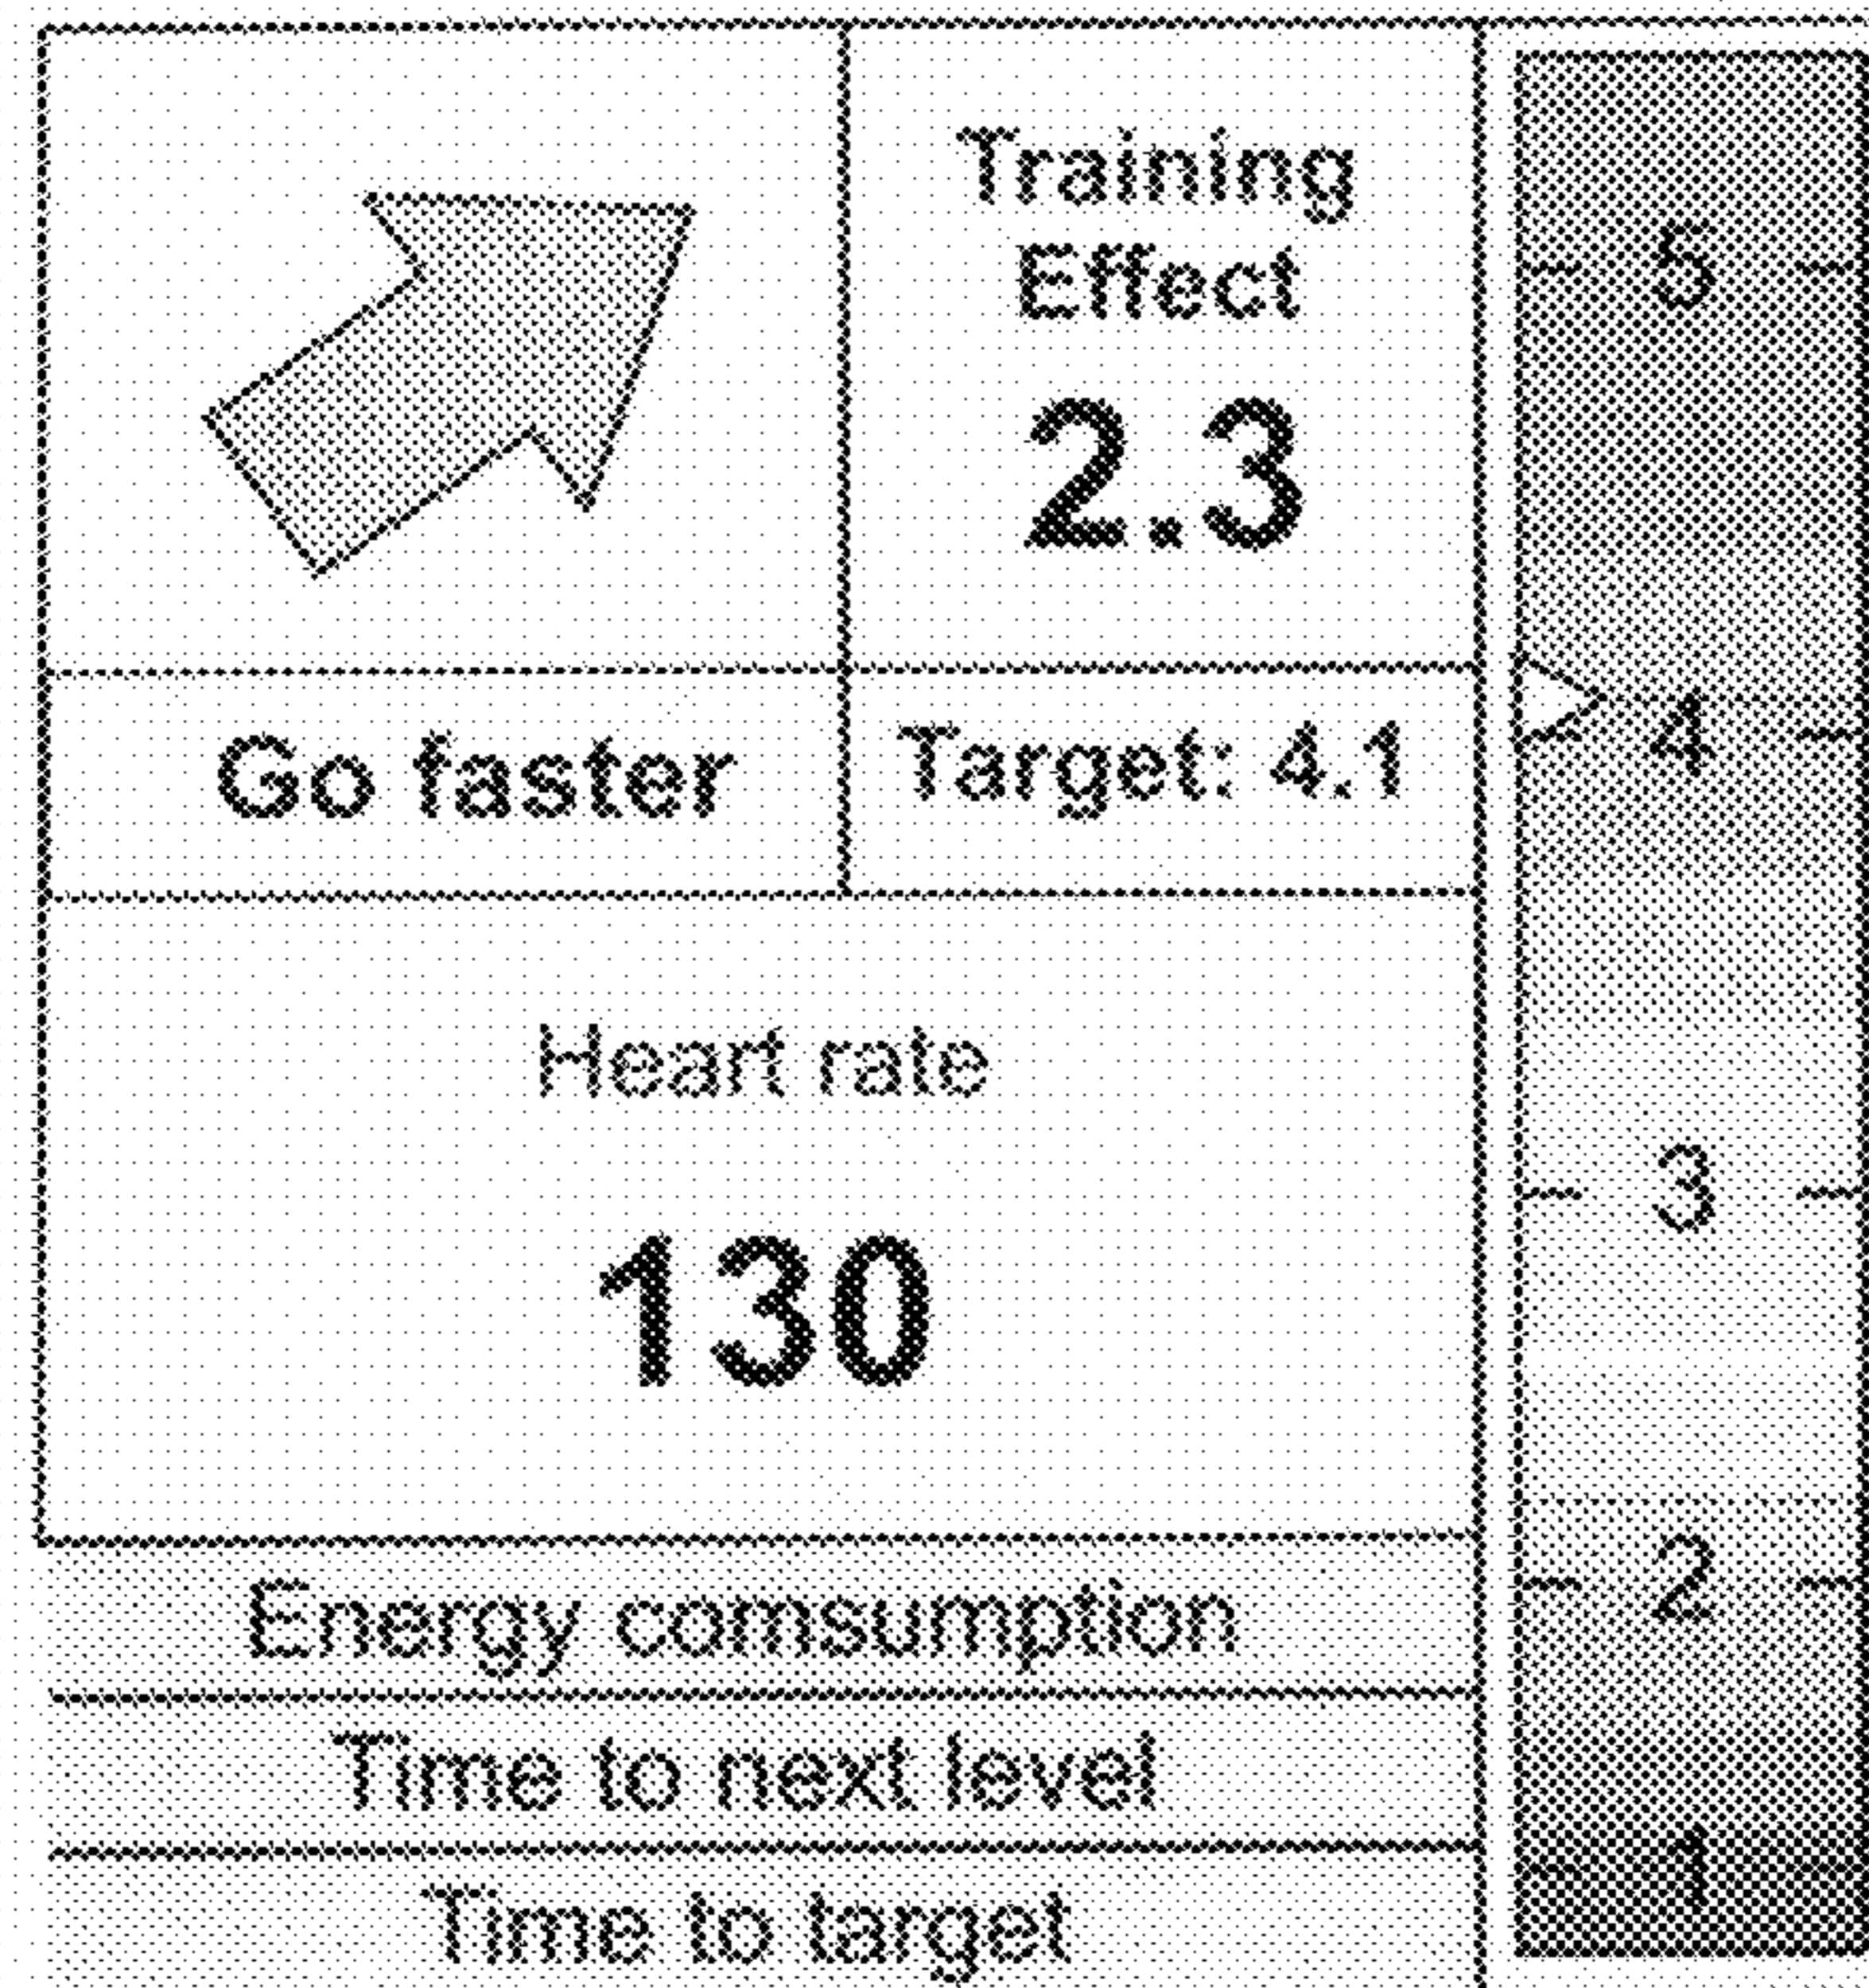 Training
Effect
2.3
Go faster
Target: 4.1
Heart rate
130
Energy comsumption
Time to next level
Time to target
5
4
3
2
1